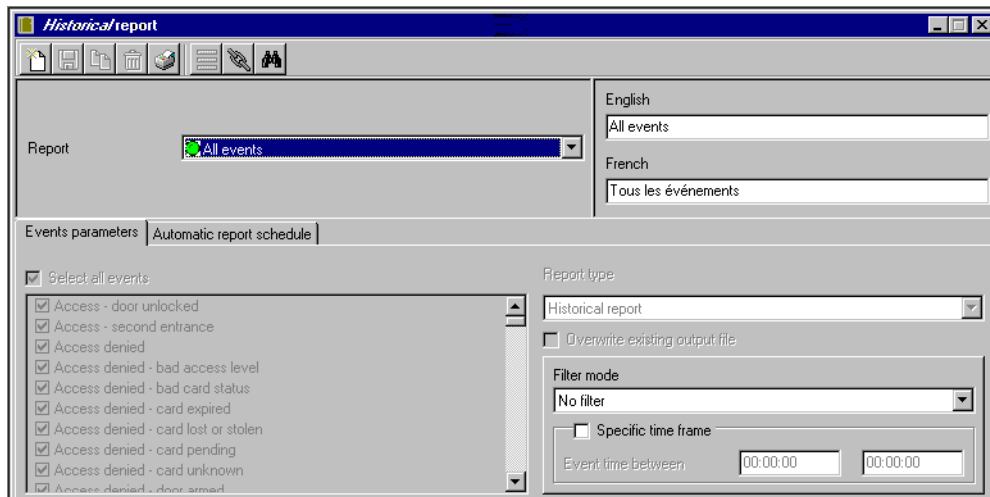 Historical report
English
All events
Report
All events
French
Tous les événements
Events parameters
Automatic report schedule
Select all events
Access - door unlocked
Access - second entrance
Access denied
Access denied - bad access level
Access denied - bad card status
Access denied - card expired
Access denied - card lost or stolen
Access denied - card pending
Access denied - card unknown
Access denied - door armed
Report type
Historical report
Overwrite existing output file
Filter mode
No filter
Specific time frame
Event time between
00:00:00
00:00:00